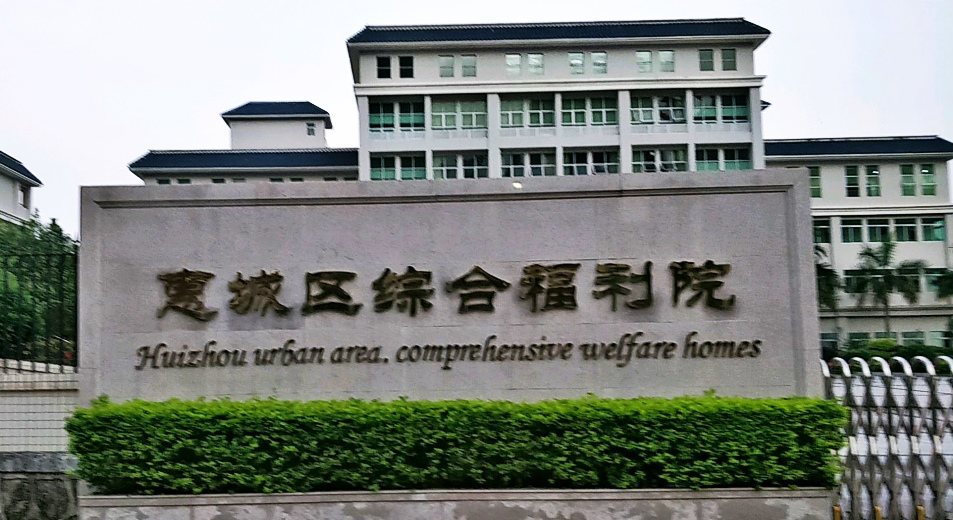 惠城区综合福利院
Huizhou urban area. comprehensive welfare homes